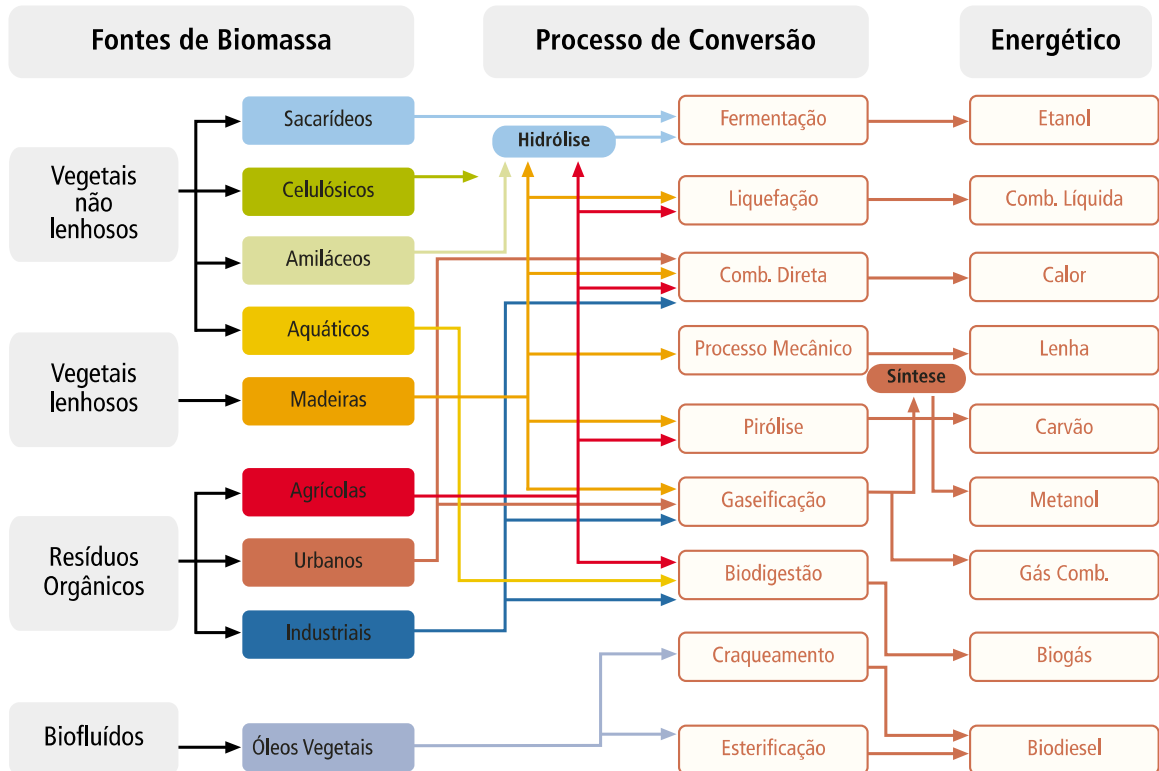 Fontes de Biomassa
Processo de Conversão
Energético
Vegetais
não
lenhosos
Vegetais
lenhosos
Resíduos
Orgânicos
Biofluídos
Sacarídeos
Celulósicos
Amiláceos
Aquáticos
Madeiras
Agrícolas
Urbanos
Industriais
Óleos Vegetais
Hidrólise
Fermentação
Liquefação
Comb. Direta
Processo Mecânico
Pirólise
Gaseificação
Biodigestão
Craqueamento
Esterificação
Síntese
Etanol
Comb. Líquida
Calor
Lenha
Carvão
Metanol
Gás Comb.
Biogás
Biodiesel